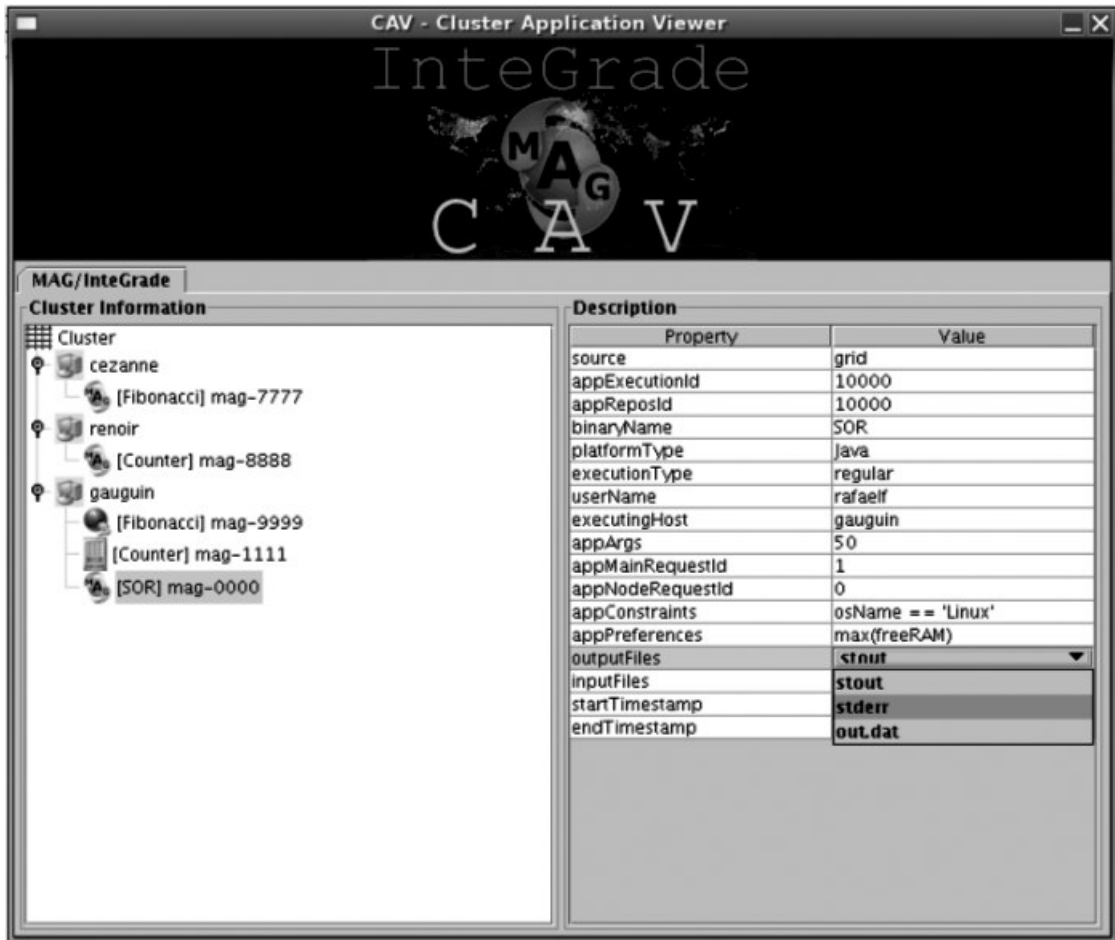 CAV - Cluster Application Viewer
InteGrade
MAG
CAV
MAG/InteGrade
Cluster Information
Cluster
cezanne
[Fibonacci] mag-7777
renoir
[Counter] mag-8888
gauguin
[Fibonacci] mag-9999
[Counter] mag-1111
[SOR] mag-0000
Description
Property Value
source grid
appExecutionId 10000
appReposId 10000
binaryName SOR
platformType Java
executionType regular
userName rafaelf
executingHost gauguin
appArgs 50
appMainRequestId 1
appNodeRequestId 0
appConstraints osName == 'Linux'
appPreferences max(freeRAM)
outputFiles stout
inputFiles stout
startTimestamp stderr
endTimestamp out.dat